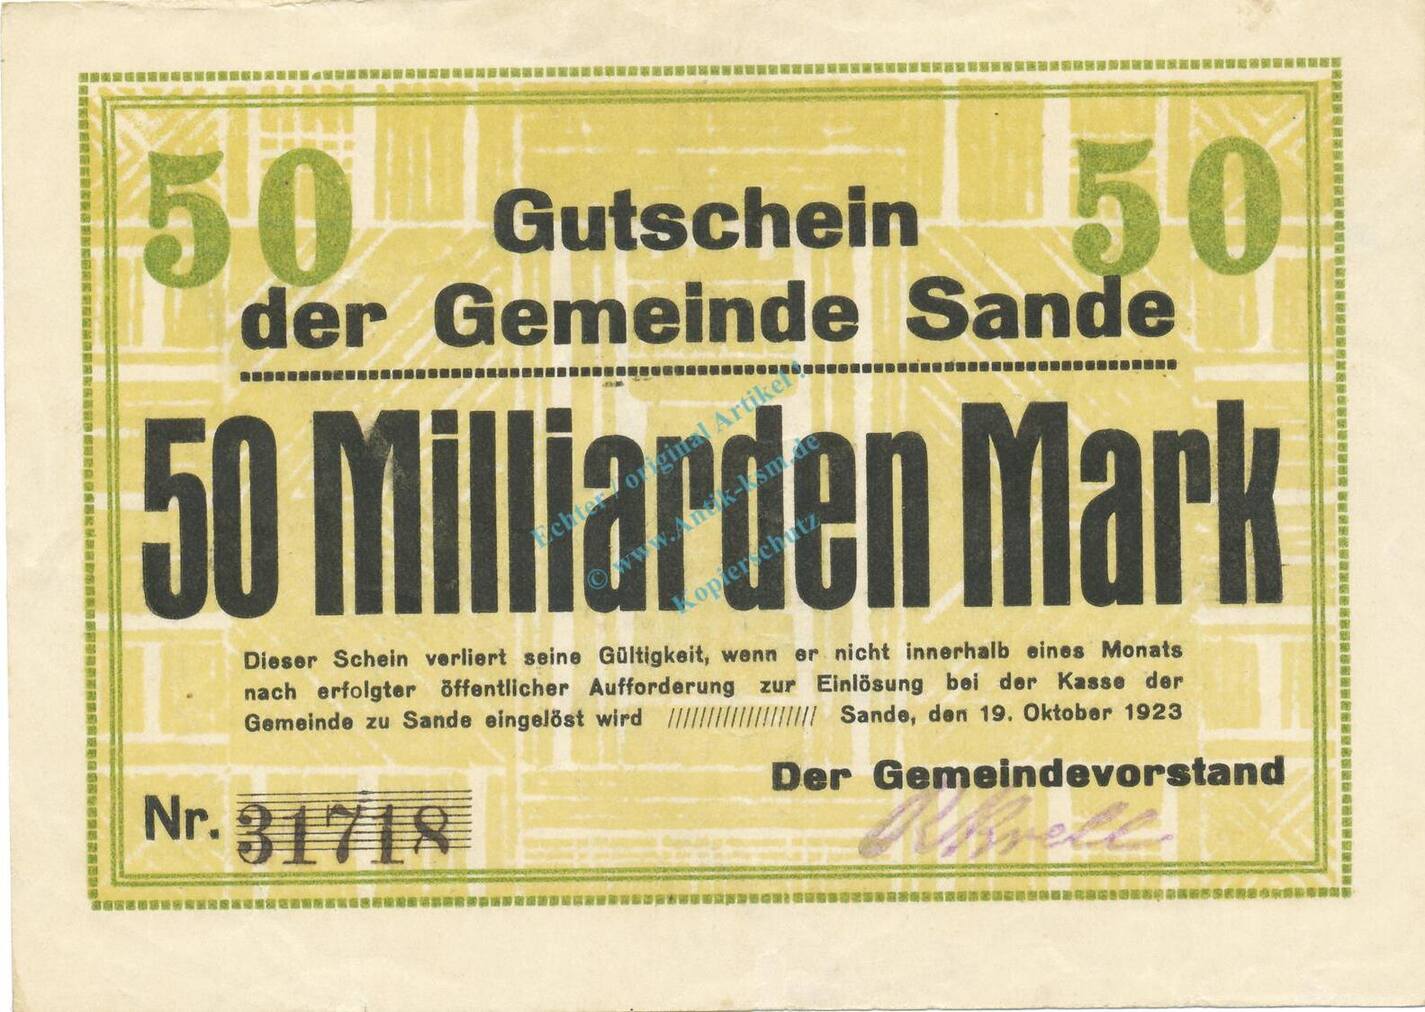 50 50
Gutschein
der Gemeinde Sande
50 Milliarden Mark
Dieser Schein verliert seine Gültigkeit, wenn er nicht innerhalb eines Monats
nach erfolgter öffentlicher Aufforderung zur Einlösung bei der Kasse der
Gemeinde zu Sande eingelöst wird //////////////////// Sande, den 19. Oktober 1923
Der Gemeindevorstand
Nr. 31718
Echter / original Artikel !
© www.Antik-ksm.de
Kopierschutz